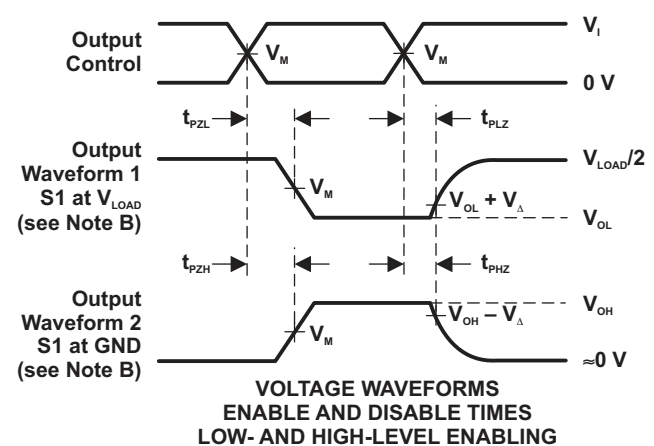 Output
Control
V_M
V_M
V_I
0 V
t_PZL
t_PLZ
Output
Waveform 1
S1 at V_LOAD
(see Note B)
V_M
V_OL + V_Δ
V_LOAD/2
V_OL
t_PZH
t_PHZ
Output
Waveform 2
S1 at GND
(see Note B)
V_M
V_OH – V_Δ
V_OH
≈0 V
VOLTAGE WAVEFORMS
ENABLE AND DISABLE TIMES
LOW- AND HIGH-LEVEL ENABLING